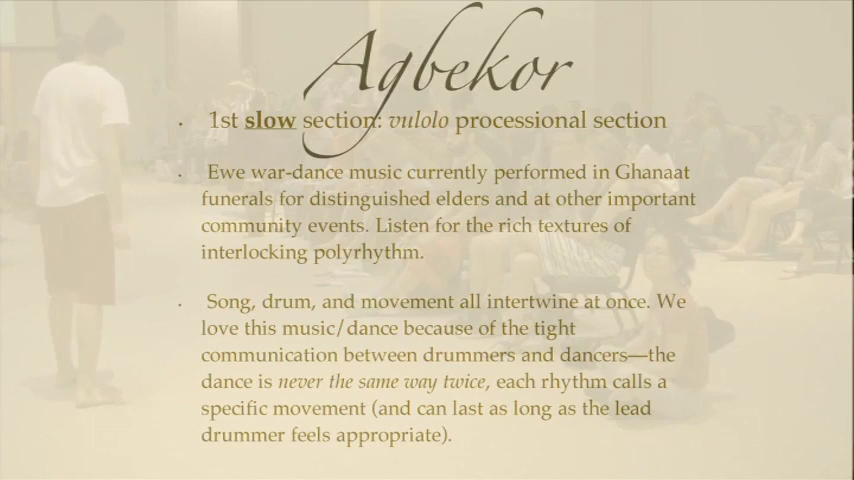 Agbekor
• 1st slow section: vulolo processional section
• Ewe war-dance music currently performed in Ghanaat
funerals for distinguished elders and at other important
community events. Listen for the rich textures of
interlocking polyrhythm.
• Song, drum, and movement all intertwine at once. We
love this music/dance because of the tight
communication between drummers and dancers—the
dance is never the same way twice, each rhythm calls a
specific movement (and can last as long as the lead
drummer feels appropriate).